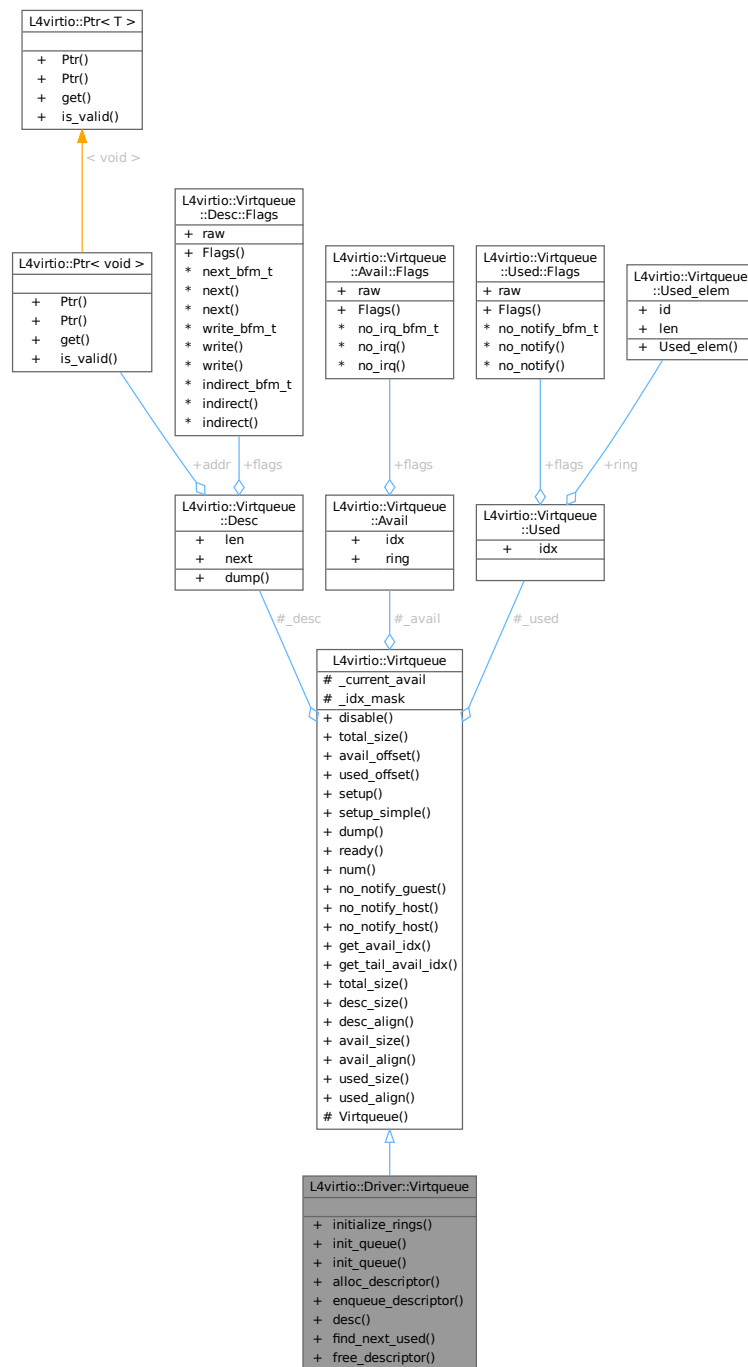 L4virtio::Ptr< T >
+ Ptr()
+ Ptr()
+ get()
+ is_valid()
< void >
L4virtio::Ptr< void >
+ Ptr()
+ Ptr()
+ get()
+ is_valid()
L4virtio::Virtqueue
::Desc::Flags
+ raw
+ Flags()
* next_bfm_t
* next()
* next()
* write_bfm_t
* write()
* write()
* indirect_bfm_t
* indirect()
* indirect()
L4virtio::Virtqueue
::Avail::Flags
+ raw
+ Flags()
* no_irq_bfm_t
* no_irq()
* no_irq()
L4virtio::Virtqueue
::Used::Flags
+ raw
+ Flags()
* no_notify_bfm_t
* no_notify()
* no_notify()
L4virtio::Virtqueue
::Used_elem
+ id
+ len
+ Used_elem()
+addr
+flags
+flags
+flags
+ring
L4virtio::Virtqueue
::Desc
+ len
+ next
+ dump()
L4virtio::Virtqueue
::Avail
+ idx
+ ring
L4virtio::Virtqueue
::Used
+ idx
#_desc
#_avail
#_used
L4virtio::Virtqueue
# _current_avail
# _idx_mask
+ disable()
+ total_size()
+ avail_offset()
+ used_offset()
+ setup()
+ setup_simple()
+ dump()
+ ready()
+ num()
+ no_notify_guest()
+ no_notify_host()
+ no_notify_host()
+ get_avail_idx()
+ get_tail_avail_idx()
+ total_size()
+ desc_size()
+ desc_align()
+ avail_size()
+ avail_align()
+ used_size()
+ used_align()
# Virtqueue()
L4virtio::Driver::Virtqueue
+ initialize_rings()
+ init_queue()
+ init_queue()
+ alloc_descriptor()
+ enqueue_descriptor()
+ desc()
+ find_next_used()
+ free_descriptor()